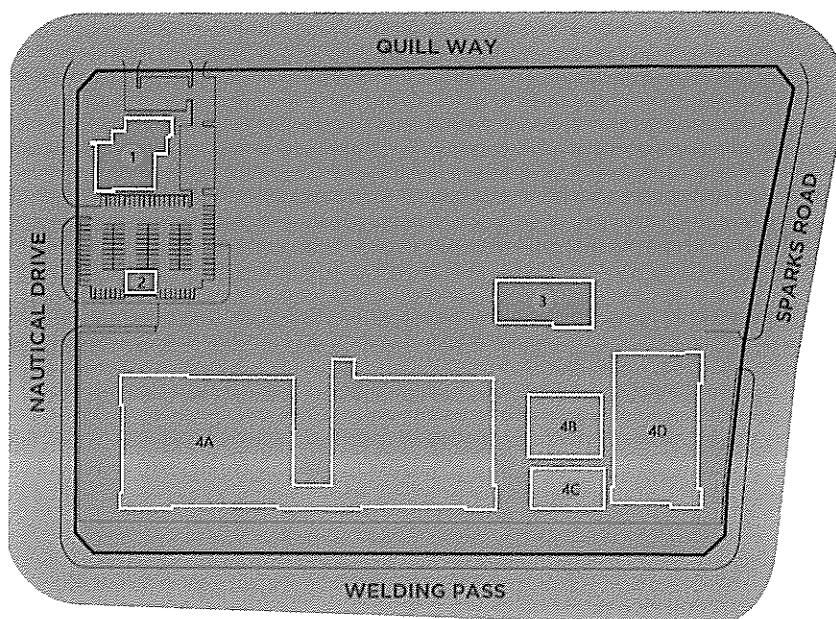 QUILL WAY
1
NAUTICAL DRIVE
2
3
SPARKS ROAD
4A
4B
4C
4D
WELDING PASS